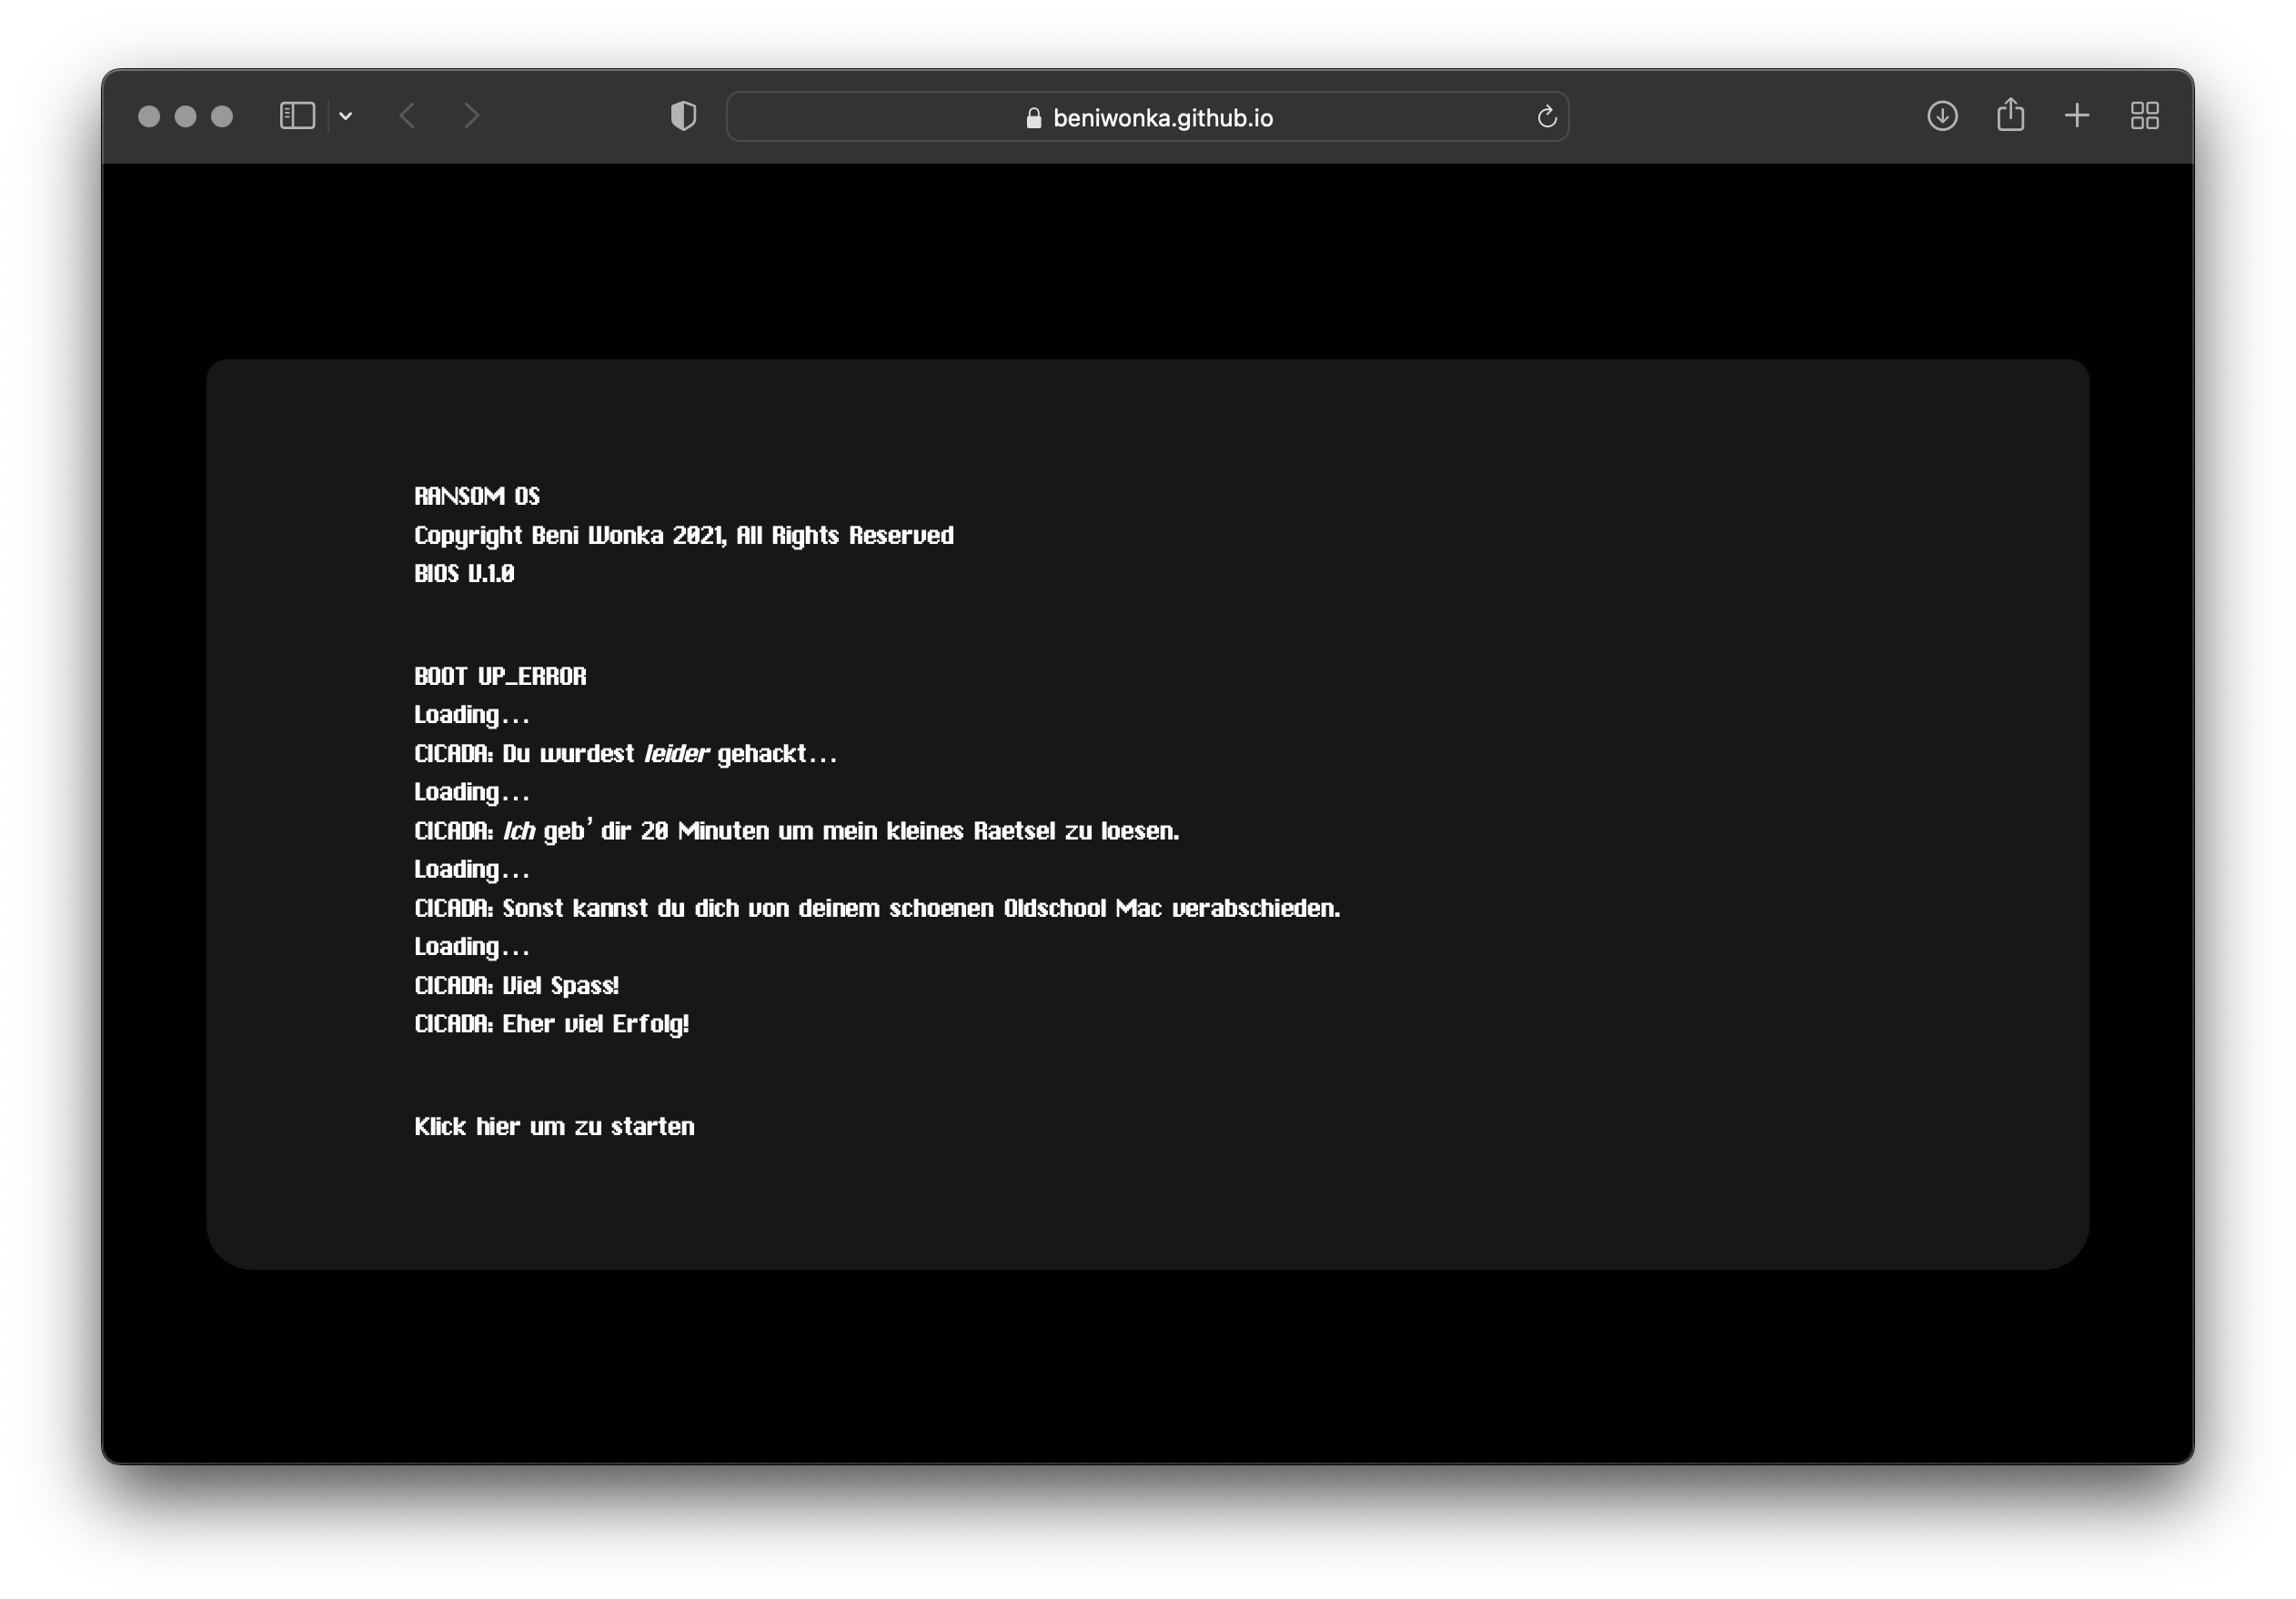 beniwonka.github.io
RANSOM OS
Copyright Beni Wonka 2021, All Rights Reserved
BIOS V.1.0
BOOT UP_ERROR
Loading...
CICADA: Du wurdest leider gehackt...
Loading...
CICADA: Ich geb' dir 20 Minuten um mein kleines Raetsel zu loesen.
Loading...
CICADA: Sonst kannst du dich von deinem schoenen Oldschool Mac verabschieden.
Loading...
CICADA: Viel Spass!
CICADA: Eher viel Erfolg!
Klick hier um zu starten